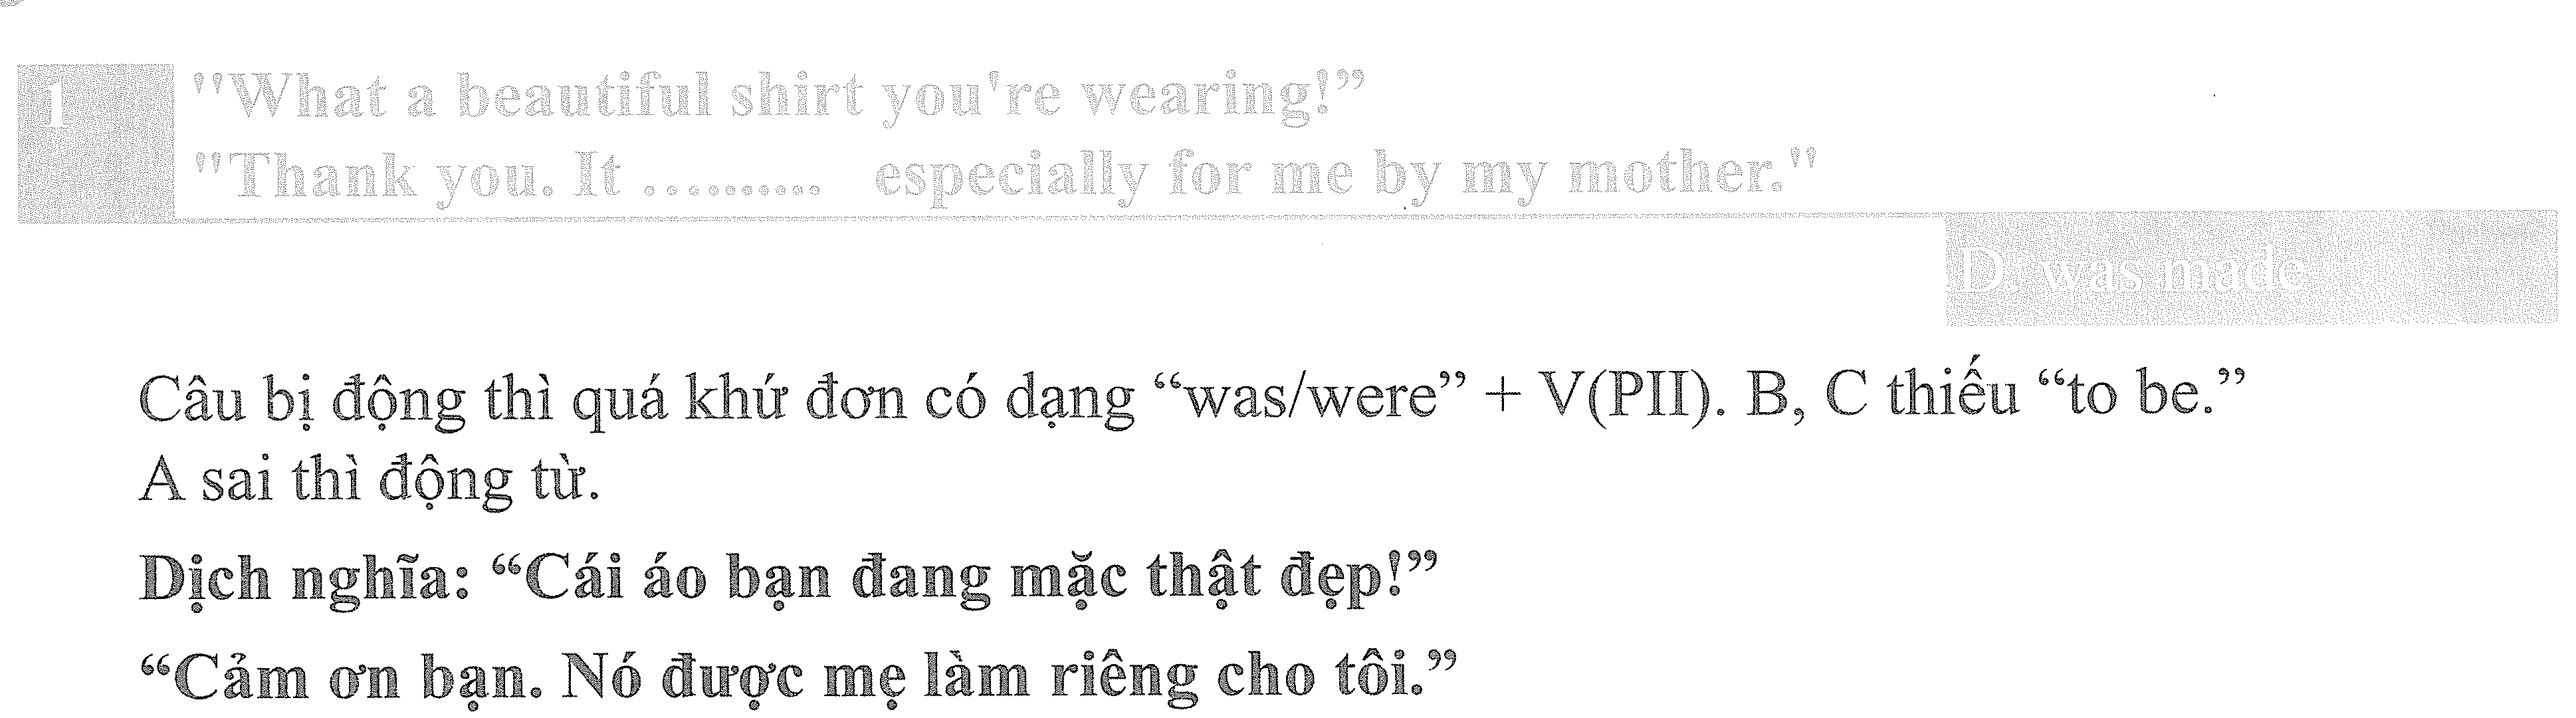 1
"What a beautiful shirt you're wearing!”
"Thank you. It .......... especially for me by my mother."
D. was made
Câu bị động thì quá khứ đơn có dạng “was/were” + V(PII). B, C thiếu “to be.”
A sai thì động từ.
Dịch nghĩa: “Cái áo bạn đang mặc thật đẹp!”
“Cảm ơn bạn. Nó được mẹ làm riêng cho tôi.”